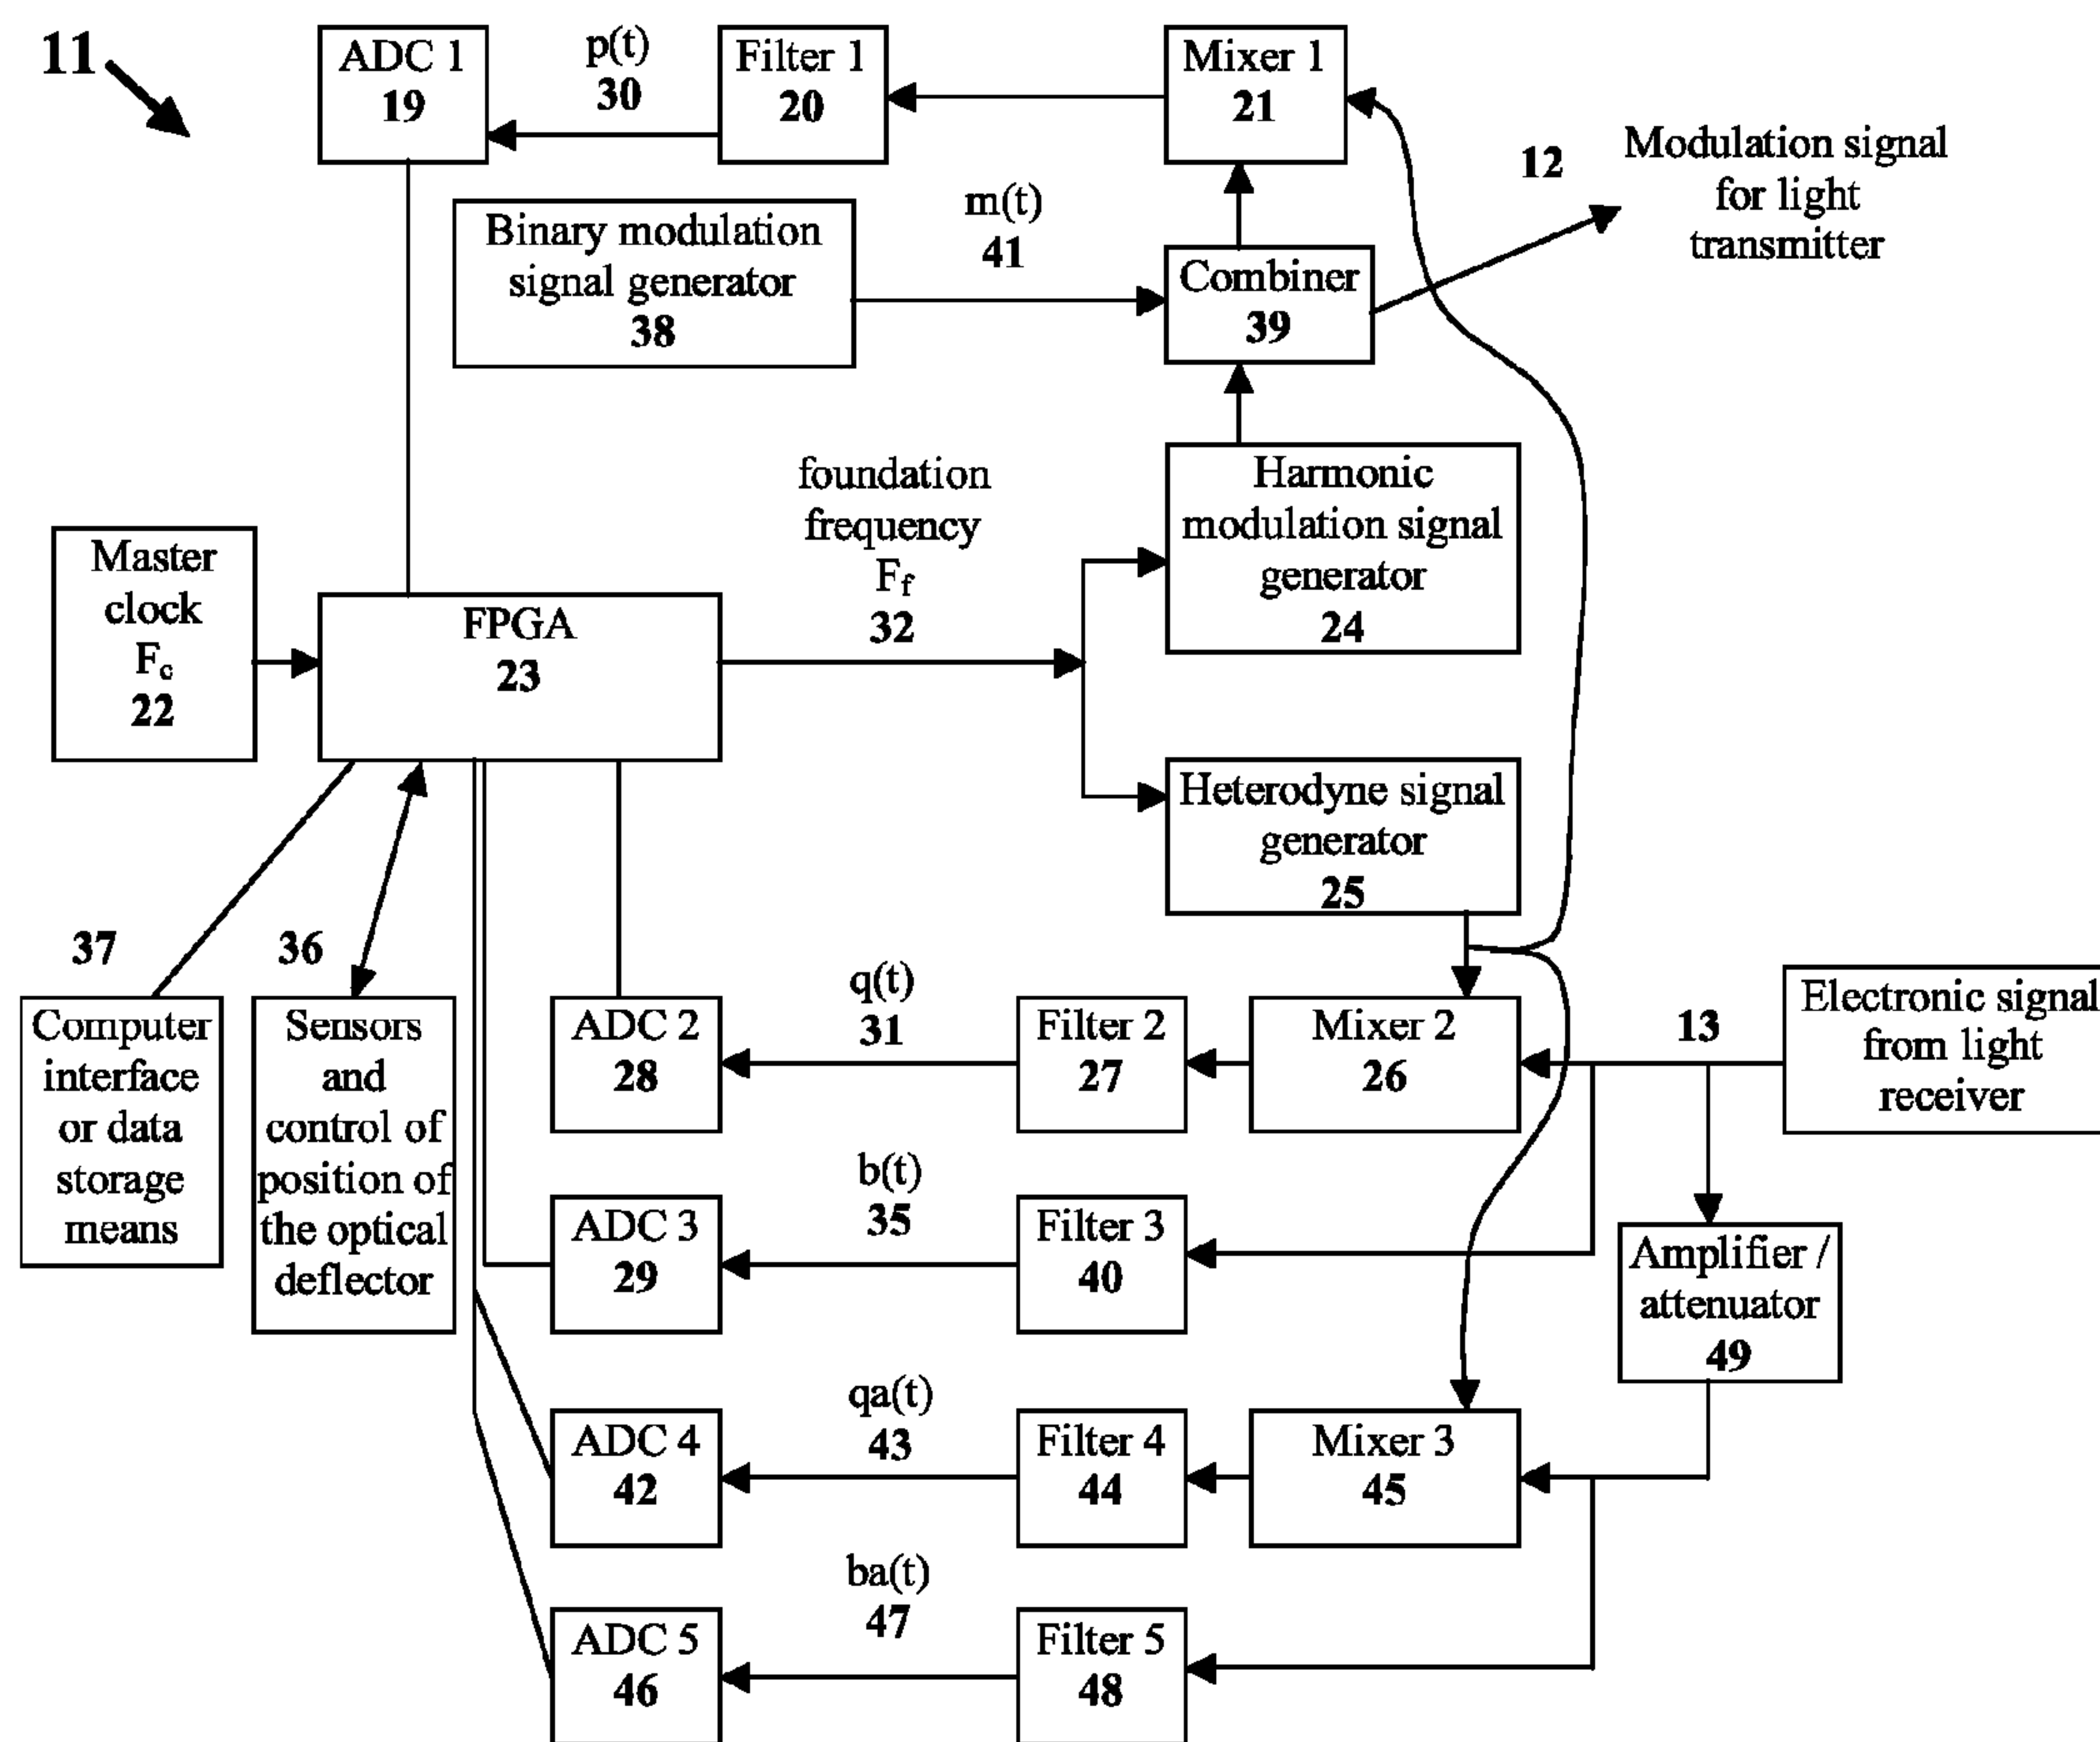 11
ADC 1
19
p(t)
30
Filter 1
20
Mixer 1
21
12
Modulation signal
for light
transmitter
Binary modulation
signal generator
38
m(t)
41
Combiner
39
foundation
frequency
Ff
32
Harmonic
modulation signal
generator
24
Master
clock
Fc
22
FPGA
23
Heterodyne signal
generator
25
37
36
Computer
interface
or data
storage
means
Sensors
and
control of
position of
the optical
deflector
ADC 2
28
q(t)
31
Filter 2
27
Mixer 2
26
13
Electronic signal
from light
receiver
ADC 3
29
b(t)
35
Filter 3
40
Amplifier /
attenuator
49
ADC 4
42
qa(t)
43
Filter 4
44
Mixer 3
45
ADC 5
46
ba(t)
47
Filter 5
48